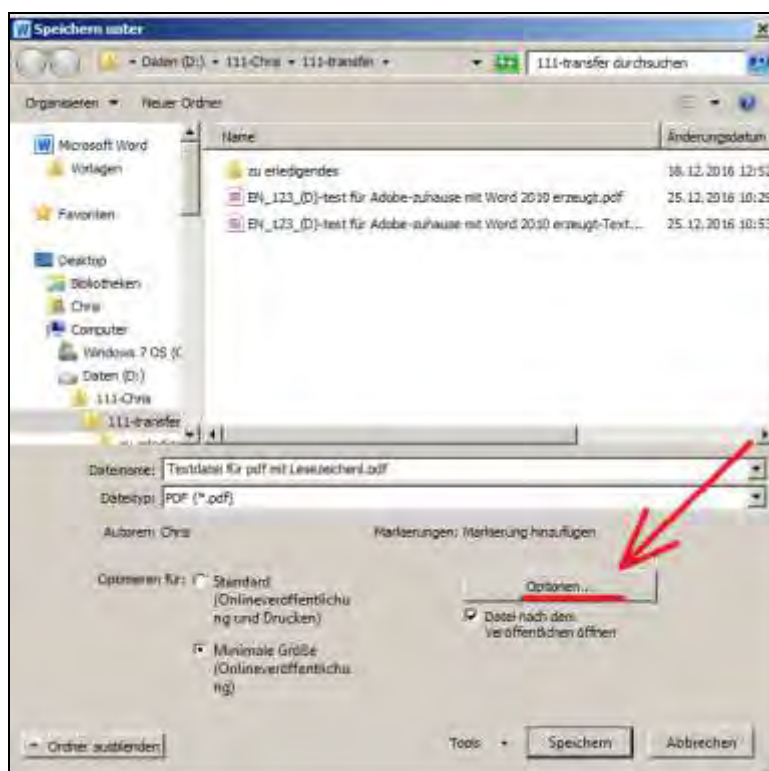 Speichern unter
Daten (D:) 111-Chris 111-transfer
111-transfer durchsuchen
Organisieren Neuer Ordner
Microsoft Word
Vorlagen
Favoriten
Desktop
Bibliotheken
Chris
Computer
Windows 7 OS (C
Daten (D:)
111-Chris
111-transfer
Name Änderungsdatum
zu erledigendes 18.12.2016 12:52
EN_123_(D)-test für Adobe-zuhause mit Word 2010 erzeugt.pdf 25.12.2016 10:29
EN_123_(D)-test für Adobe-zuhause mit Word 2010 erzeugt-Text... 25.12.2016 10:53
Dateiname: Testdatei für pdf mit Lesezeichen.pdf
Dateityp: PDF (*.pdf)
Autoren: Chris Markierungen: Markierung hinzufügen
Optimieren für: Standard
(Onlineveröffentlichu
ng und Drucken)
Minimale Größe
(Onlineveröffentlichu
ng)
Optionen...
Datei nach dem
Veröffentlichen öffnen
Ordner ausblenden Tools Speichern Abbrechen